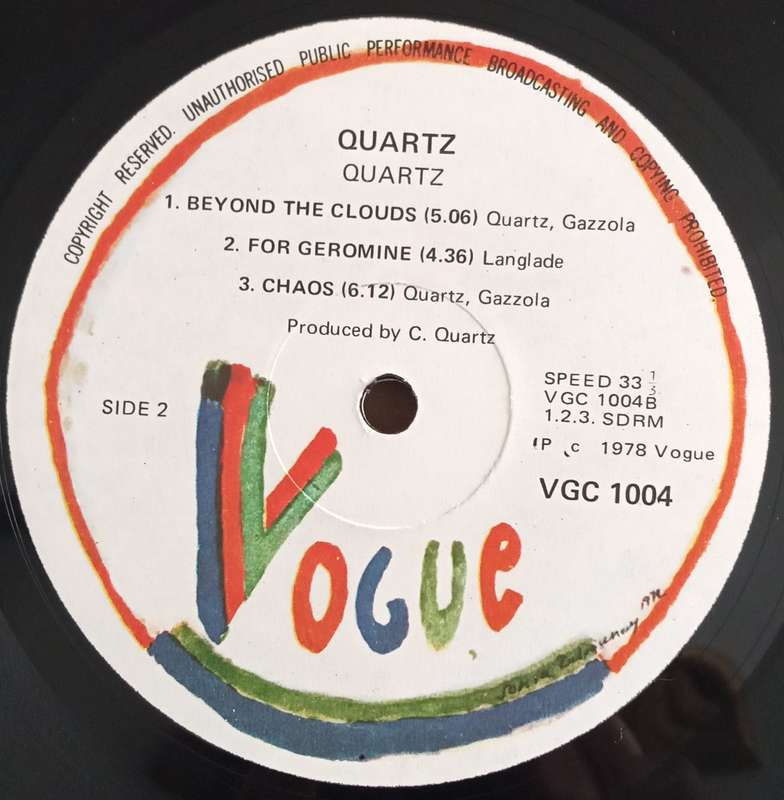 COPYRIGHT RESERVED. UNAUTHORISED PUBLIC PERFORMANCE BROADCASTING AND COPYING PROHIBITED.
QUARTZ
QUARTZ
1. BEYOND THE CLOUDS (5.06) Quartz, Gazzola
2. FOR GEROMINE (4.36) Langlade
3. CHAOS (6.12) Quartz, Gazzola
Produced by C. Quartz
SIDE 2
SPEED 33 1/3
VGC 1004B
1.2.3. SDRM
P c 1978 Vogue
VGC 1004
VOGUE